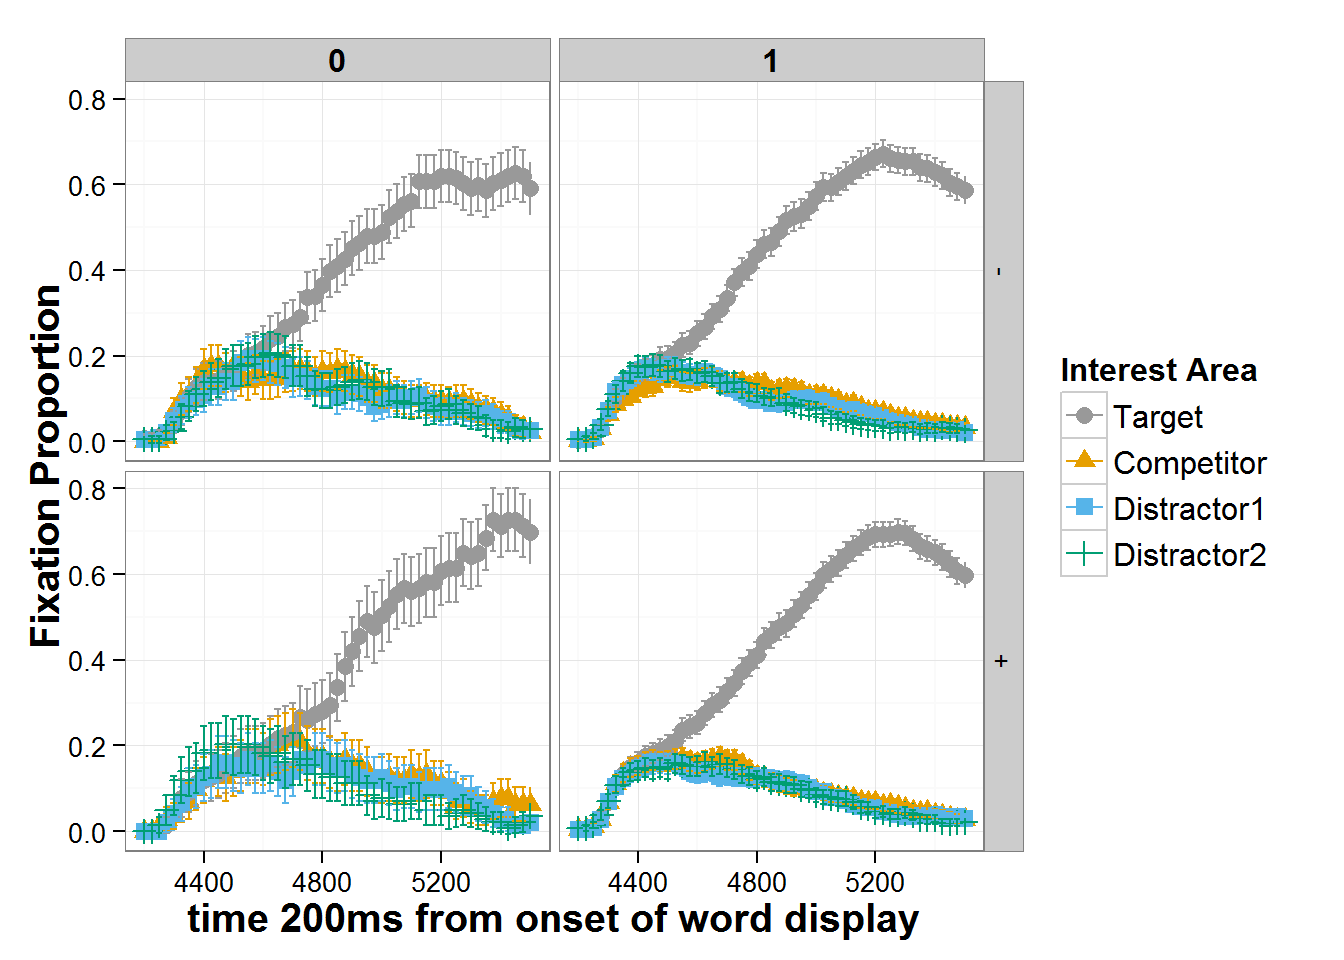 0
1
0.8
0.6
0.4
0.2
0.0
-
0.8
0.6
0.4
0.2
0.0
+
4400
4800
5200
4400
4800
5200
time 200ms from onset of word display
Fixation Proportion
Interest Area
Target
Competitor
Distractor1
Distractor2